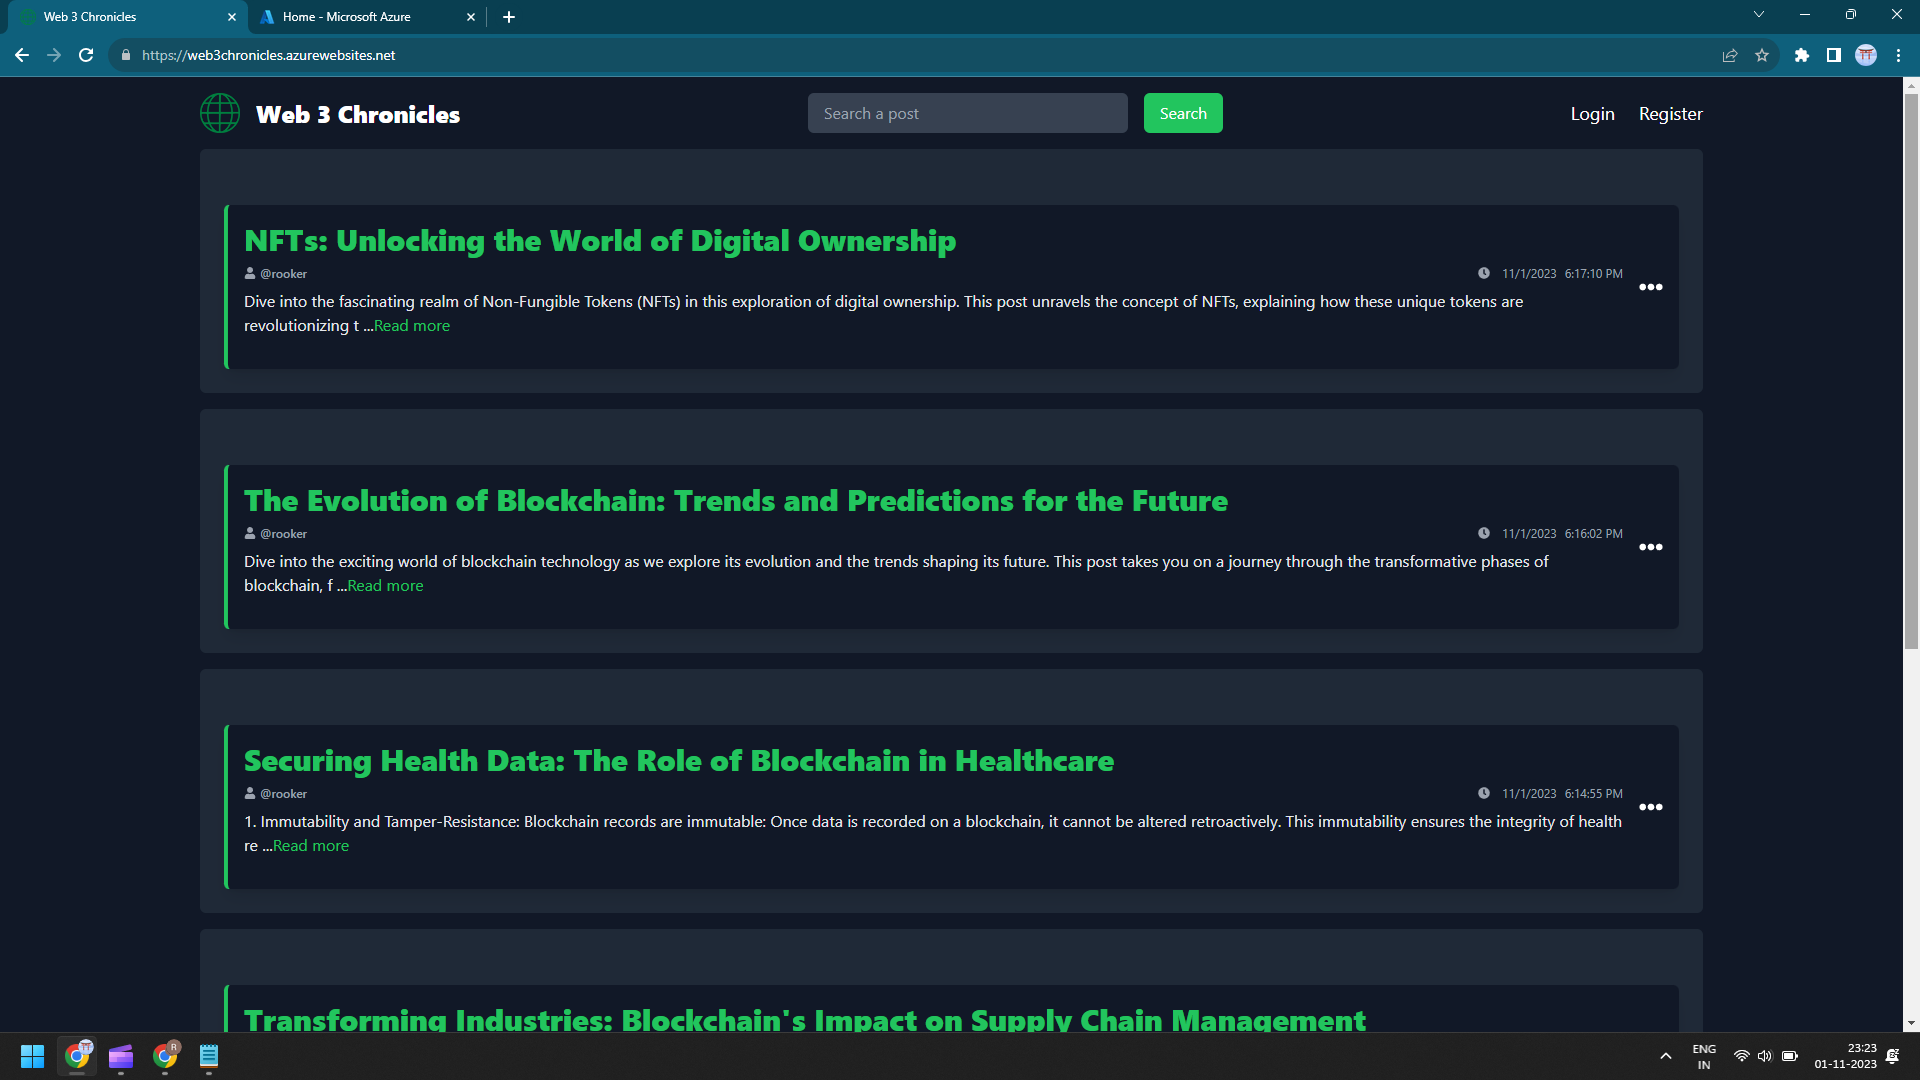 Web 3 Chronicles
Home - Microsoft Azure
https://web3chronicles.azurewebsites.net
Web 3 Chronicles
Search a post
Search
Login
Register
NFTs: Unlocking the World of Digital Ownership
@rooker
11/1/2023 6:17:10 PM
Dive into the fascinating realm of Non-Fungible Tokens (NFTs) in this exploration of digital ownership. This post unravels the concept of NFTs, explaining how these unique tokens are
revolutionizing t ...Read more
The Evolution of Blockchain: Trends and Predictions for the Future
@rooker
11/1/2023 6:16:02 PM
Dive into the exciting world of blockchain technology as we explore its evolution and the trends shaping its future. This post takes you on a journey through the transformative phases of
blockchain, f ...Read more
Securing Health Data: The Role of Blockchain in Healthcare
@rooker
11/1/2023 6:14:55 PM
1. Immutability and Tamper-Resistance: Blockchain records are immutable: Once data is recorded on a blockchain, it cannot be altered retroactively. This immutability ensures the integrity of health
re ...Read more
Transforming Industries: Blockchain's Impact on Supply Chain Management
R
ENG
IN
23:23
01-11-2023